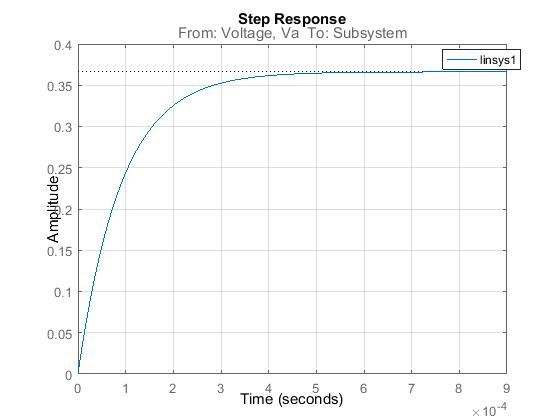 Step Response
From: Voltage, Va To: Subsystem
linsys1
0.4
0.35
0.3
0.25
0.2
0.15
0.1
0.05
0
Amplitude
0 1 2 3 4 5 6 7 8 9
Time (seconds)
×10-4